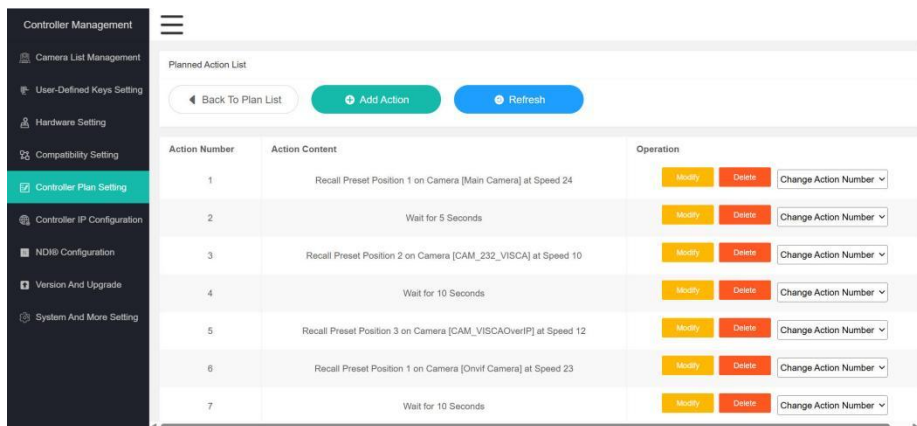 Controller Management
Camera List Management
User-Defined Keys Setting
Hardware Setting
Compatibility Setting
Controller Plan Setting
Controller IP Configuration
NDI® Configuration
Version And Upgrade
System And More Setting
Planned Action List
Back To Plan List
Add Action
Refresh
Action Number Action Content Operation
1 Recall Preset Position 1 on Camera [Main Camera] at Speed 24 Modify Delete Change Action Number
2 Wait for 5 Seconds Modify Delete Change Action Number
3 Recall Preset Position 2 on Camera [CAM_232_VISCA] at Speed 10 Modify Delete Change Action Number
4 Wait for 10 Seconds Modify Delete Change Action Number
5 Recall Preset Position 3 on Camera [CAM_VISCAOverIP] at Speed 12 Modify Delete Change Action Number
6 Recall Preset Position 1 on Camera [Onvif Camera] at Speed 23 Modify Delete Change Action Number
7 Wait for 10 Seconds Modify Delete Change Action Number